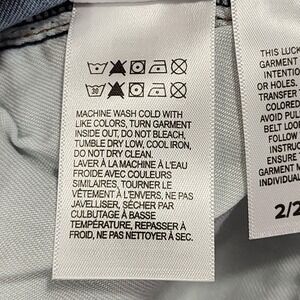 30
MACHINE WASH COLD WITH
LIKE COLORS, TURN GARMENT
INSIDE OUT, DO NOT BLEACH,
TUMBLE DRY LOW, COOL IRON,
DO NOT DRY CLEAN.
LAVER À LA MACHINE À L'EAU
FROIDE AVEC COULEURS
SIMILAIRES, TOURNER LE
VÊTEMENT À L'ENVERS, NE PAS
JAVELLISER, SÉCHER PAR
CULBUTAGE À BASSE
TEMPÉRATURE, REPASSER À
FROID, NE PAS NETTOYER À SEC.
THIS LUCK
GARMENT
INTENTIO
OR HOLES.
TRANSFER
COLORED
AVOID PUL
BELT LOOP
FOLLOW
INSTRUC
ENSURE
GARMENT M
INDIVIDUAL
2/2